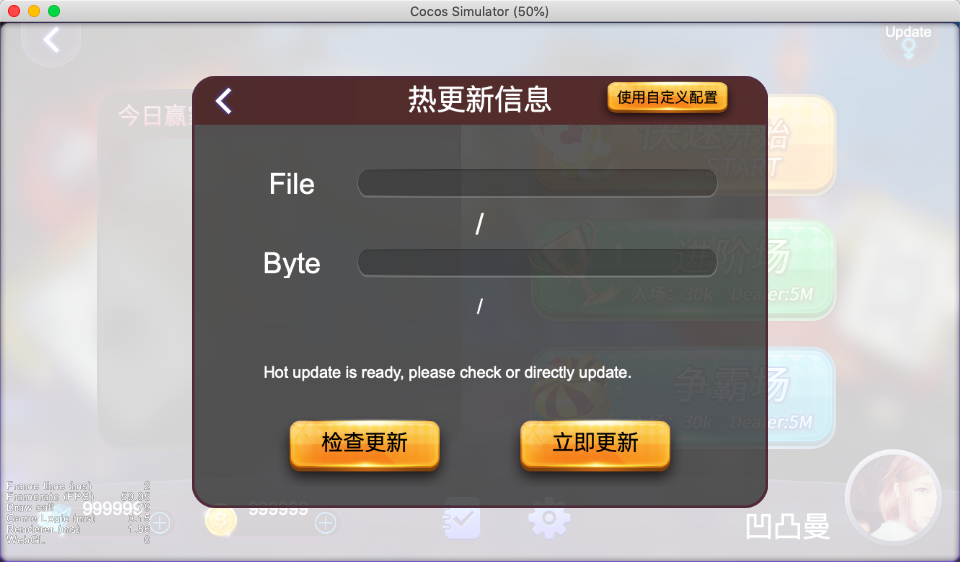 Cocos Simulator (50%)
Update
热更新信息
使用自定义配置
今日赢
快速开始
START
File
/
进阶场
Byte
入场: 30k Dealer:5M
/
争霸场
Hot update is ready, please check or directly update.
30k Dealer:5M
检查更新
立即更新
Frame time (ms) 2
Framerate (FPS)
Draw call
Game Logic (ms)
Renderer (ms)
WebGL 0
999999
999999
凹凸曼